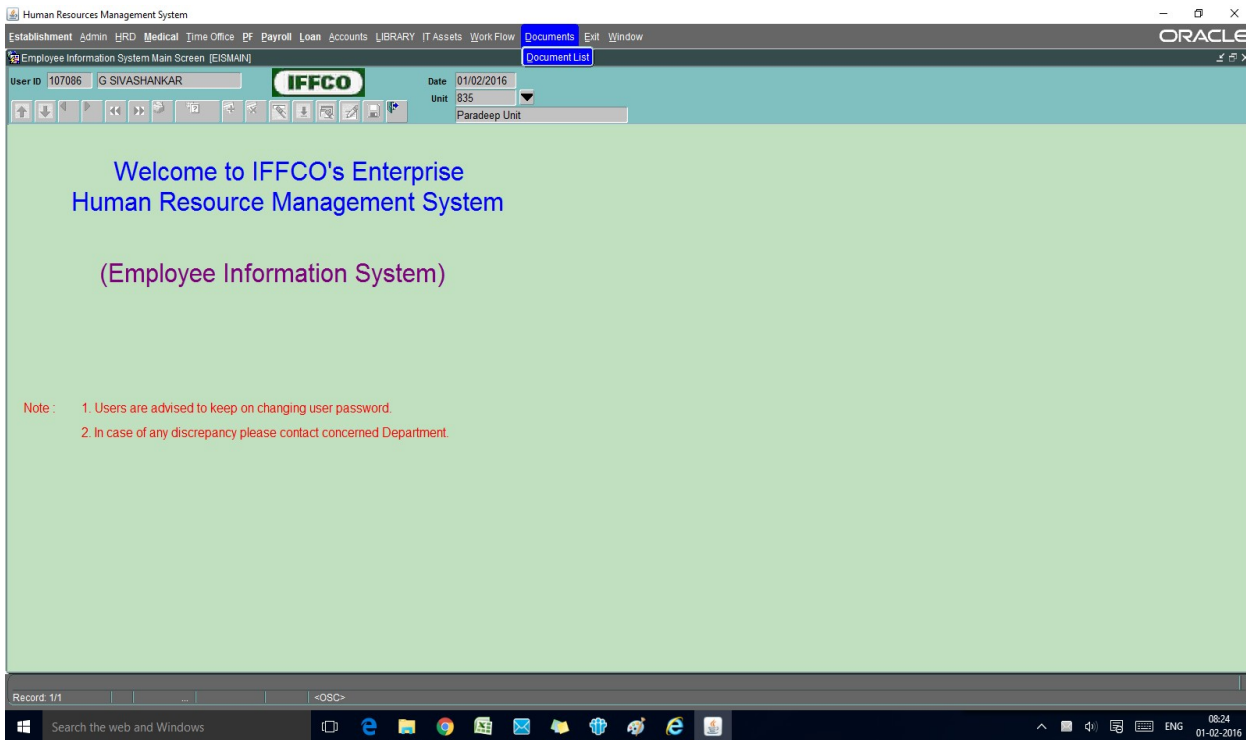 Human Resources Management System
Establishment Admin HRD Medical Time Office PF Payroll Loan Accounts LIBRARY IT Assets Work Flow Documents Exit Window
ORACLE
Employee Information System Main Screen [EISMAIN]
Document List
User ID 107086 G SIVASHANKAR
IFFCO
Date 01/02/2016
Unit 835
Paradeep Unit
Welcome to IFFCO's Enterprise
Human Resource Management System
(Employee Information System)
Note : 1. Users are advised to keep on changing user password.
2. In case of any discrepancy please contact concerned Department.
Record: 1/1 ... <OSC>
Search the web and Windows
ENG
08:24
01-02-2016